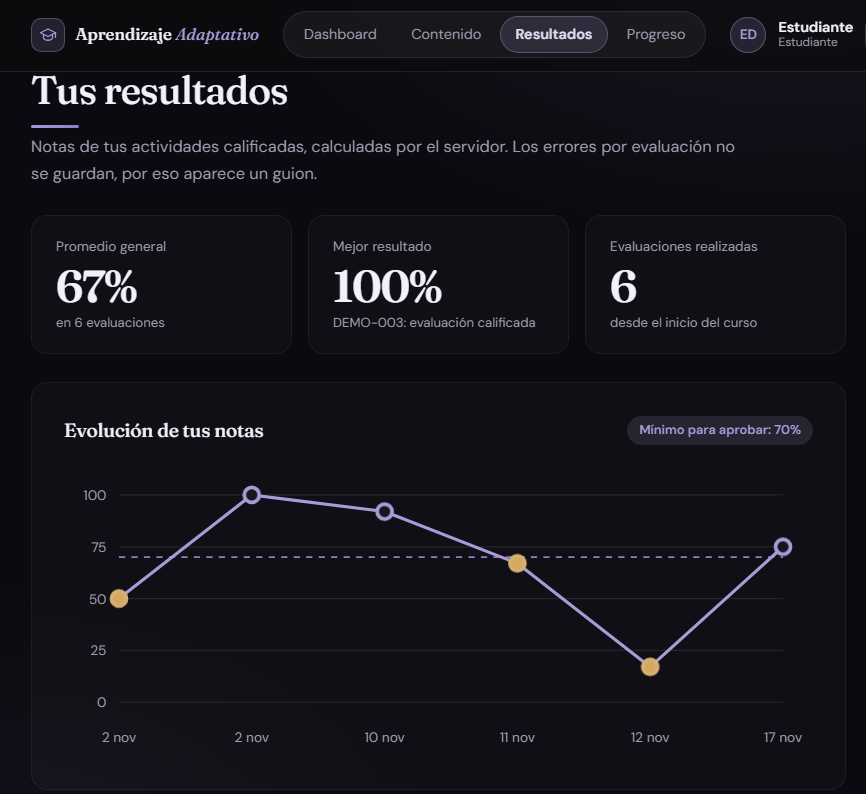 Aprendizaje Adaptativo
Dashboard
Contenido
Resultados
Progreso
ED
Estudiante
Estudiante
Tus resultados
Notas de tus actividades calificadas, calculadas por el servidor. Los errores por evaluación no
se guardan, por eso aparece un guion.
Promedio general
67%
en 6 evaluaciones
Mejor resultado
100%
DEMO-003: evaluación calificada
Evaluaciones realizadas
6
desde el inicio del curso
Evolución de tus notas
Mínimo para aprobar: 70%
100
75
50
25
0
2 nov
2 nov
10 nov
11 nov
12 nov
17 nov